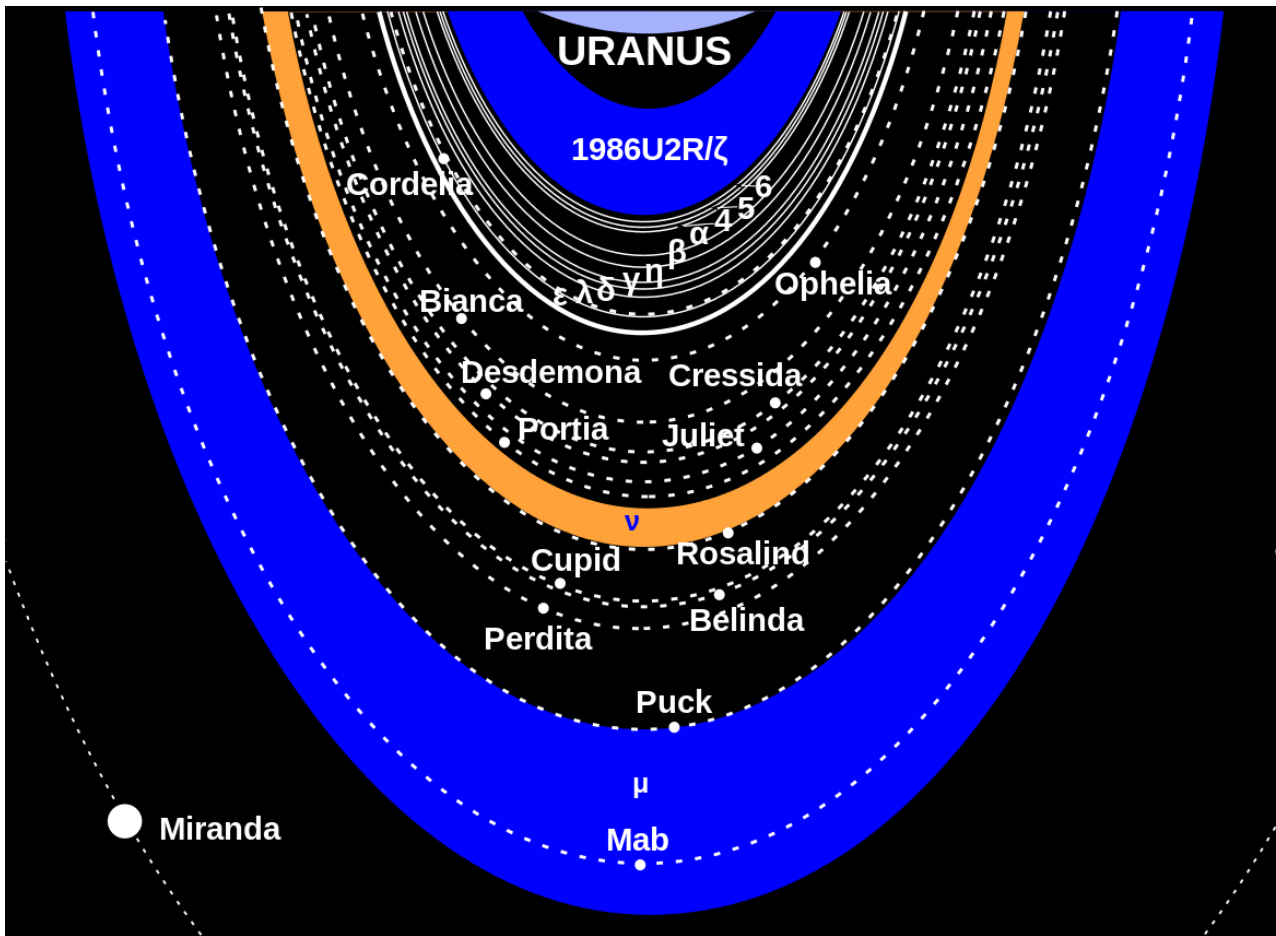 URANUS
1986U2R/ζ
Cordelia
6
5
4
α
β
η
γ
δ
λ
ε
Ophelia
Bianca
Desdemona
Cressida
Portia
Juliet
ν
Cupid
Rosalind
Perdita
Belinda
Puck
μ
Mab
Miranda